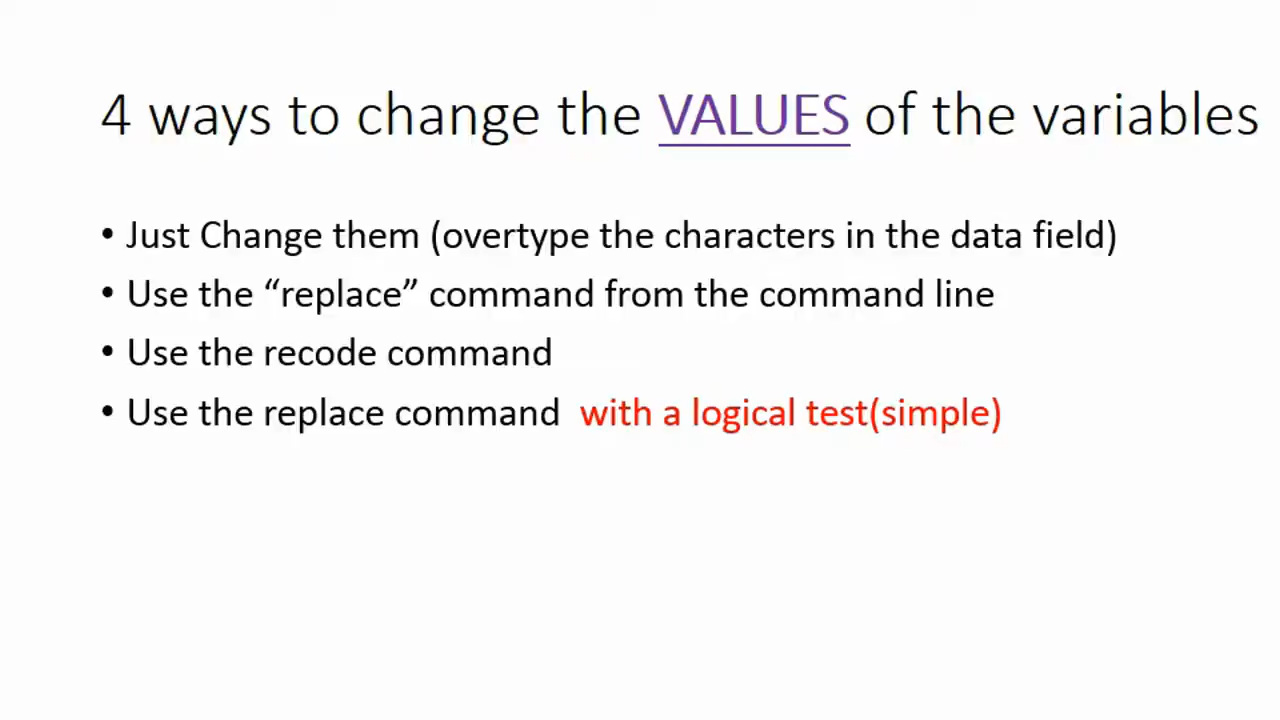 4 ways to change the VALUES of the variables
• Just Change them (overtype the characters in the data field)
• Use the “replace” command from the command line
• Use the recode command
• Use the replace command with a logical test(simple)